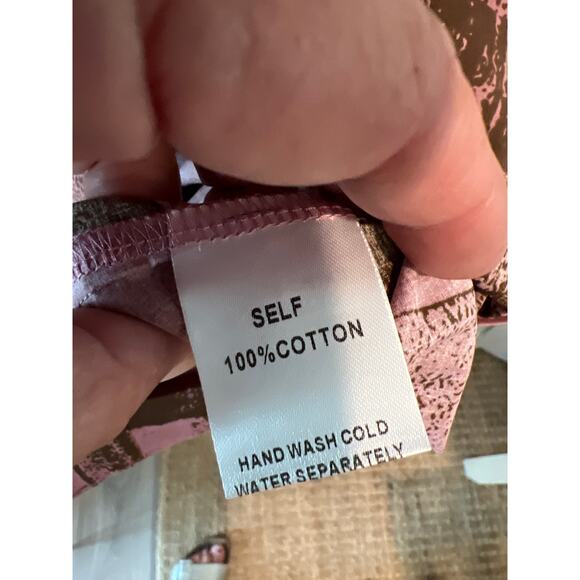 SELF
100%COTTON
HAND WASH COLD
WATER SEPARATELY